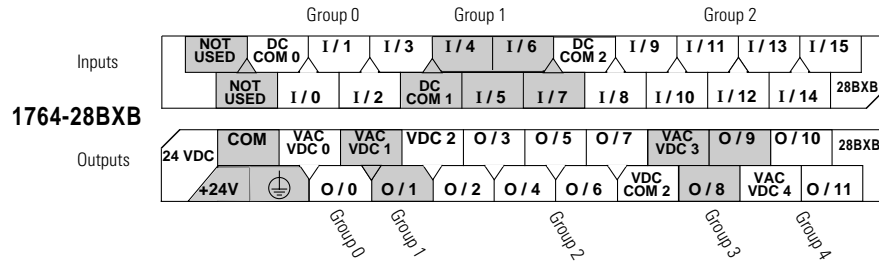 Group 0 Group 1 Group 2
Inputs
NOT USED DC COM 0 I / 1 I / 3 I / 4 I / 6 DC COM 2 I / 9 I / 11 I / 13 I / 15
NOT USED I / 0 I / 2 DC COM 1 I / 5 I / 7 I / 8 I / 10 I / 12 I / 14 28BXB
1764-28BXB
Outputs
24 VDC COM VAC VDC 0 VAC VDC 1 VDC 2 O / 3 O / 5 O / 7 VAC VDC 3 O / 9 O / 10 28BXB
+24V O / 0 O / 1 O / 2 O / 4 O / 6 VDC COM 2 O / 8 VAC VDC 4 O / 11
Group 0 Group 1 Group 2 Group 3 Group 4